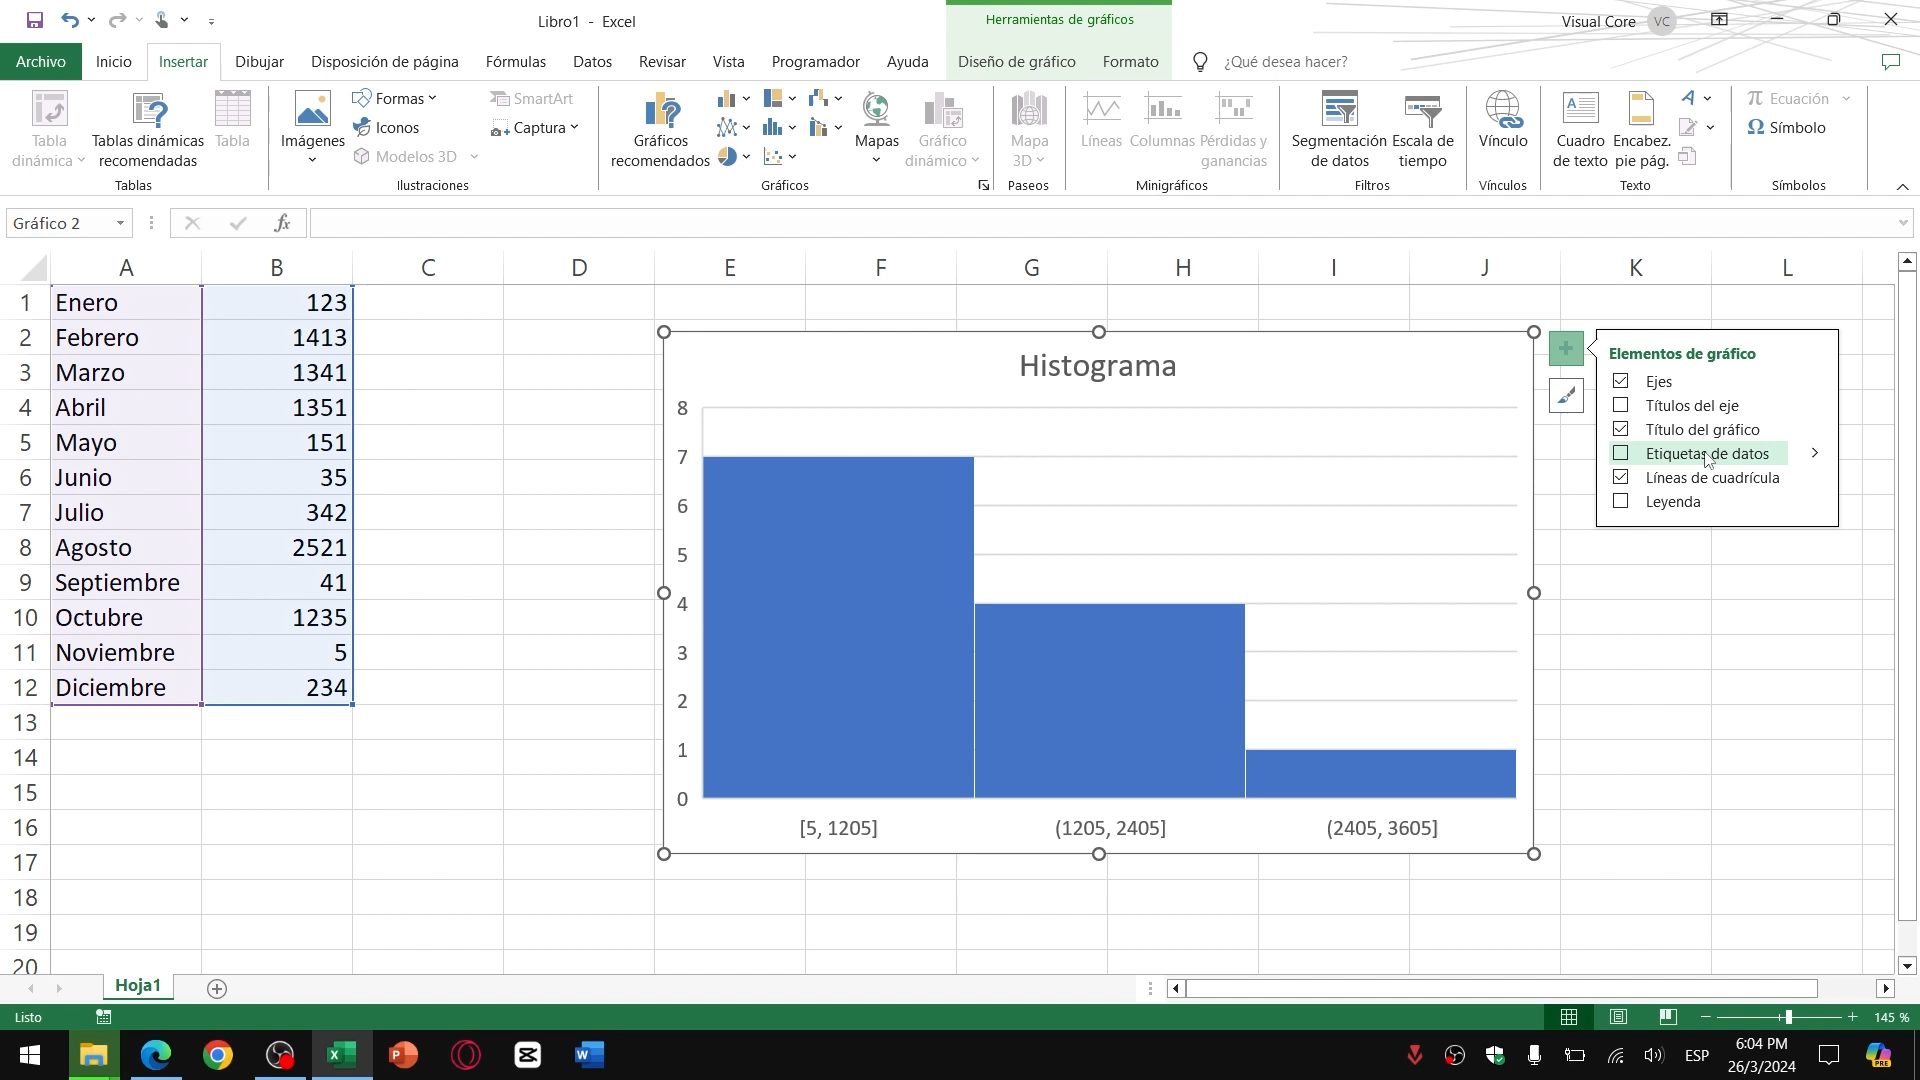 Libro1 - Excel
Herramientas de gráficos
Visual Core
VC
Archivo
Inicio
Insertar
Dibujar
Disposición de página
Fórmulas
Datos
Revisar
Vista
Programador
Ayuda
Diseño de gráfico
Formato
¿Qué desea hacer?
Tabla
dinámica
Tablas dinámicas
recomendadas
Tabla
Tablas
Imágenes
Formas
Iconos
Modelos 3D
SmartArt
Captura
Ilustraciones
Gráficos
recomendados
Mapas
Gráfico
dinámico
Gráficos
Mapa
3D
Paseos
Líneas
Columnas
Pérdidas y
ganancias
Minigráficos
Segmentación
de datos
Escala de
tiempo
Filtros
Vínculo
Vínculos
Cuadro
de texto
Encabez.
pie pág.
Texto
Ecuación
Símbolo
Símbolos
Gráfico 2
fx
A B C D E F G H I J K L
1 Enero 123
2 Febrero 1413
3 Marzo 1341
4 Abril 1351
5 Mayo 151
6 Junio 35
7 Julio 342
8 Agosto 2521
9 Septiembre 41
10 Octubre 1235
11 Noviembre 5
12 Diciembre 234
13
14
15
16
17
18
19
20
Histograma
8
7
6
5
4
3
2
1
0
[5, 1205]
(1205, 2405]
(2405, 3605]
Elementos de gráfico
Ejes
Títulos del eje
Título del gráfico
Etiquetas de datos
Líneas de cuadrícula
Leyenda
Hoja1
Listo
145 %
ESP
6:04 PM
26/3/2024
PRE